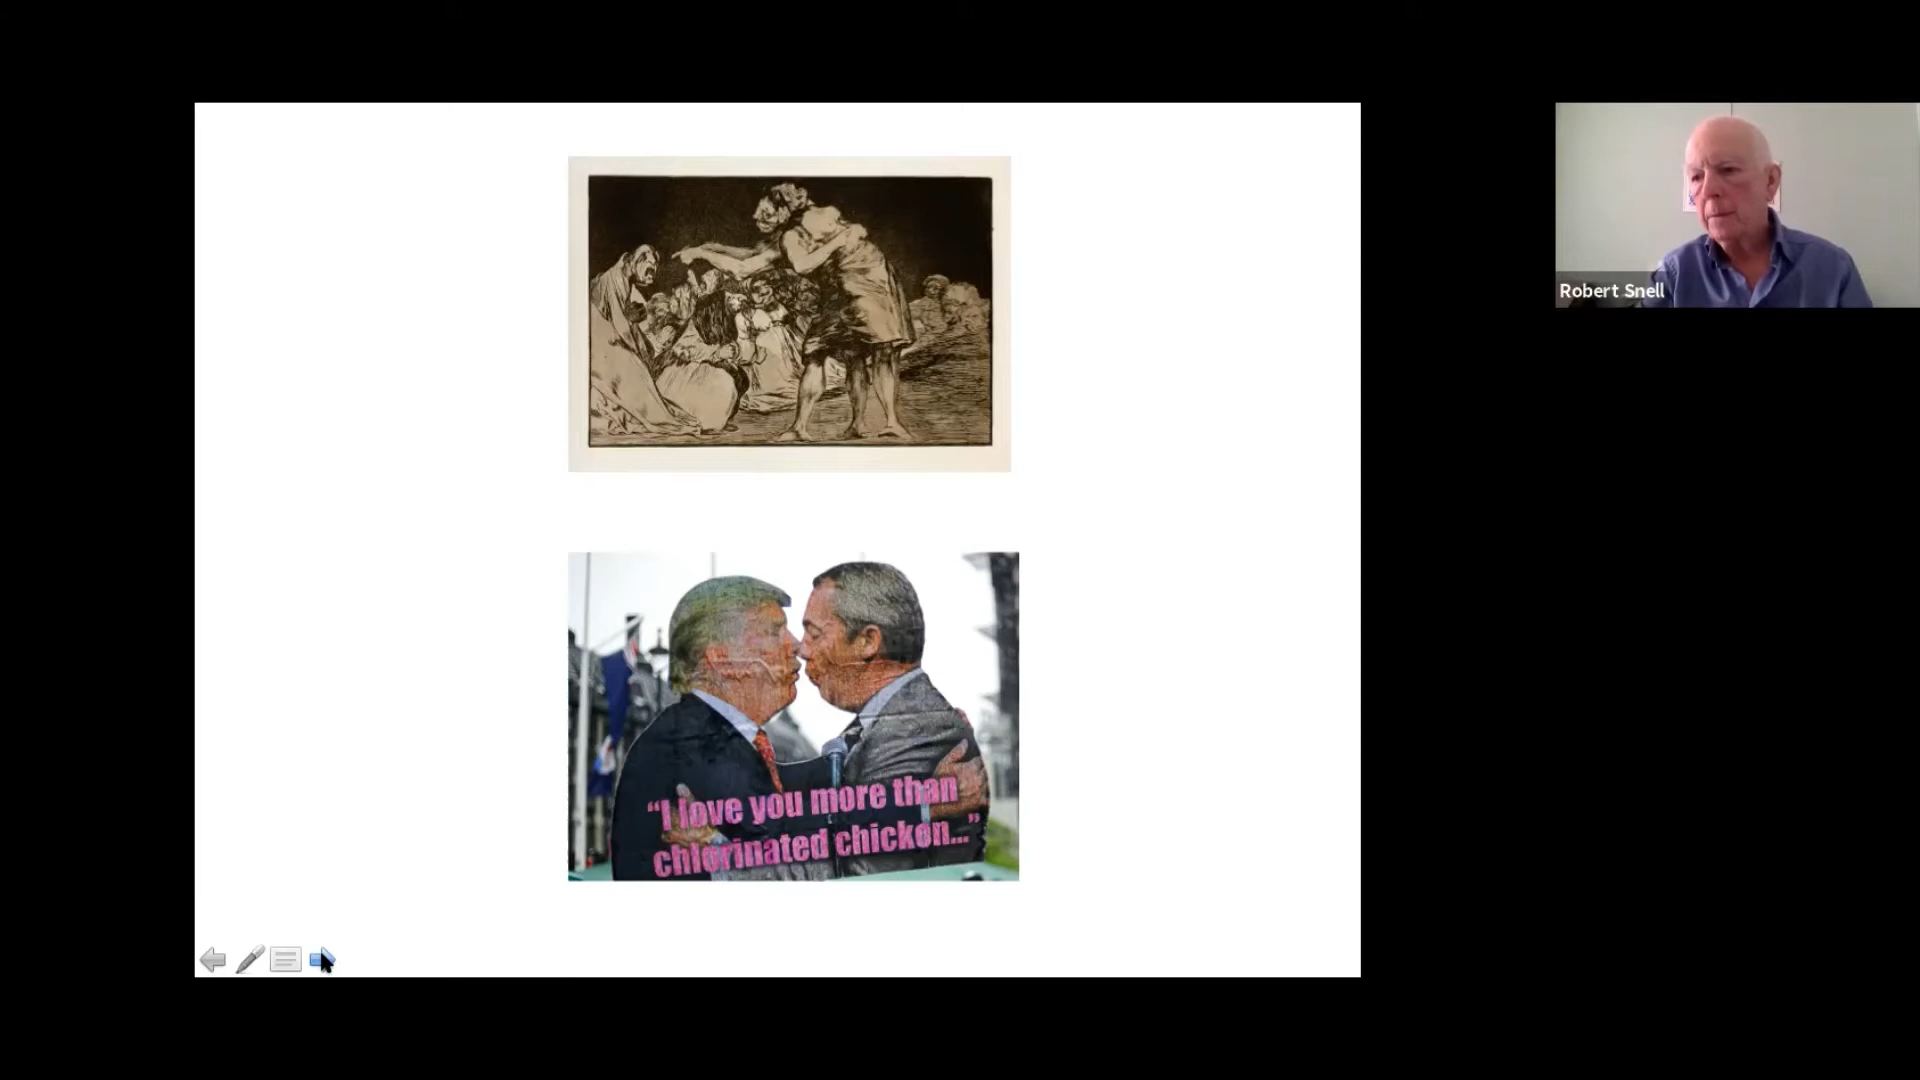 Robert Snell
“I love you more than
chlorinated chicken...”